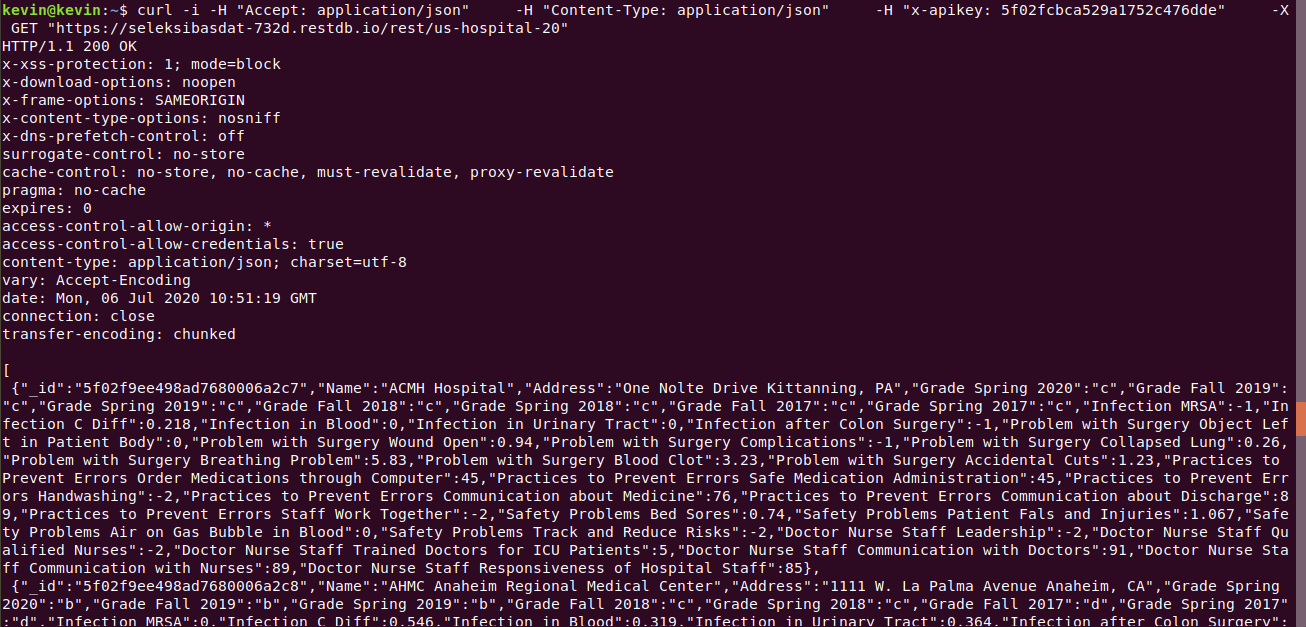 kevin@kevin:~$ curl -i -H "Accept: application/json"     -H "Content-Type: application/json"     -H "x-apikey: 5f02fcbca529a1752c476dde"     -X
 GET "https://seleksibasdat-732d.restdb.io/rest/us-hospital-20"
HTTP/1.1 200 OK
x-xss-protection: 1; mode=block
x-download-options: noopen
x-frame-options: SAMEORIGIN
x-content-type-options: nosniff
x-dns-prefetch-control: off
surrogate-control: no-store
cache-control: no-store, no-cache, must-revalidate, proxy-revalidate
pragma: no-cache
expires: 0
access-control-allow-origin: *
access-control-allow-credentials: true
content-type: application/json; charset=utf-8
vary: Accept-Encoding
date: Mon, 06 Jul 2020 10:51:19 GMT
connection: close
transfer-encoding: chunked
[
 {"_id":"5f02f9ee498ad7680006a2c7","Name":"ACMH Hospital","Address":"One Nolte Drive Kittanning, PA","Grade Spring 2020":"c","Grade Fall 2019":
"c","Grade Spring 2019":"c","Grade Fall 2018":"c","Grade Spring 2018":"c","Grade Fall 2017":"c","Grade Spring 2017":"c","Infection MRSA":-1,"In
fection C Diff":0.218,"Infection in Blood":0,"Infection in Urinary Tract":0,"Infection after Colon Surgery":-1,"Problem with Surgery Object Lef
t in Patient Body":0,"Problem with Surgery Wound Open":0.94,"Problem with Surgery Complications":-1,"Problem with Surgery Collapsed Lung":0.26,
"Problem with Surgery Breathing Problem":5.83,"Problem with Surgery Blood Clot":3.23,"Problem with Surgery Accidental Cuts":1.23,"Practices to 
Prevent Errors Order Medications through Computer":45,"Practices to Prevent Errors Safe Medication Administration":45,"Practices to Prevent Err
ors Handwashing":-2,"Practices to Prevent Errors Communication about Medicine":76,"Practices to Prevent Errors Communication about Discharge":8
9,"Practices to Prevent Errors Staff Work Together":-2,"Safety Problems Bed Sores":0.74,"Safety Problems Patient Fals and Injuries":1.067,"Safe
ty Problems Air on Gas Bubble in Blood":0,"Safety Problems Track and Reduce Risks":-2,"Doctor Nurse Staff Leadership":-2,"Doctor Nurse Staff Qu
alified Nurses":-2,"Doctor Nurse Staff Trained Doctors for ICU Patients":5,"Doctor Nurse Staff Communication with Doctors":91,"Doctor Nurse Sta
ff Communication with Nurses":89,"Doctor Nurse Staff Responsiveness of Hospital Staff":85},
 {"_id":"5f02f9ee498ad7680006a2c8","Name":"AHMC Anaheim Regional Medical Center","Address":"1111 W. La Palma Avenue Anaheim, CA","Grade Spring 
2020":"b","Grade Fall 2019":"b","Grade Spring 2019":"b","Grade Fall 2018":"c","Grade Spring 2018":"c","Grade Fall 2017":"d","Grade Spring 2017"
:"d","Infection MRSA":0,"Infection C Diff":0.546,"Infection in Blood":0.319,"Infection in Urinary Tract":0.364,"Infection after Colon Surgery":